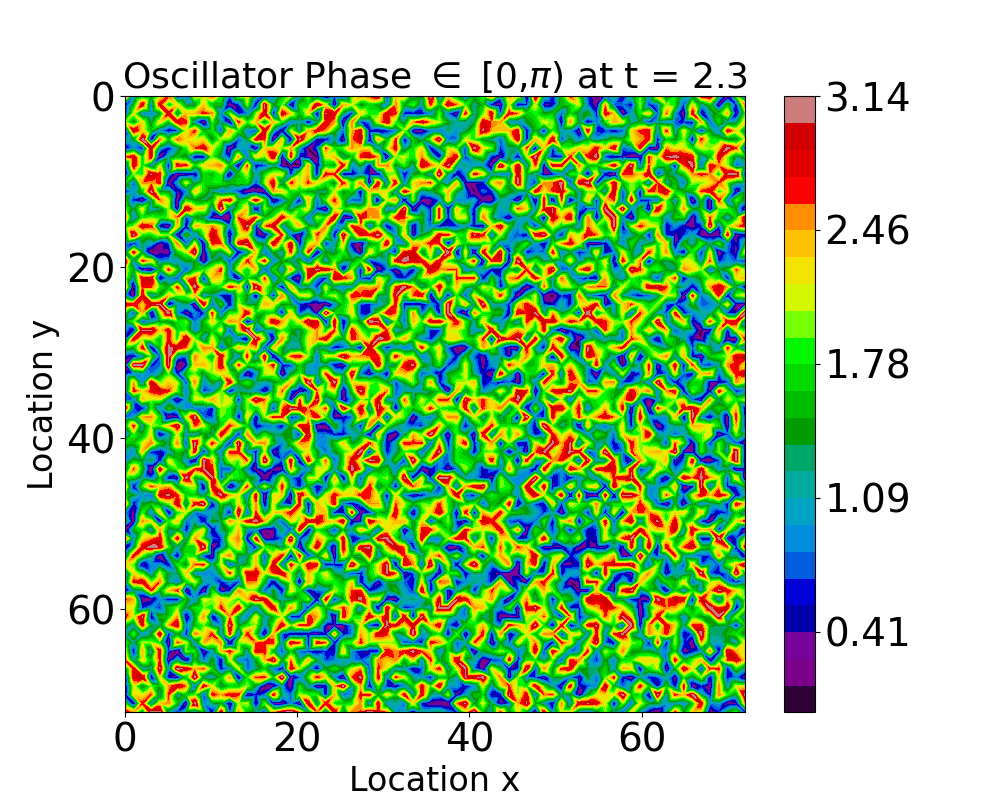 Oscillator Phase ∈ [0,π) at t = 2.3
0
20
40
60
Location y
0 20 40 60
Location x
3.14
2.46
1.78
1.09
0.41